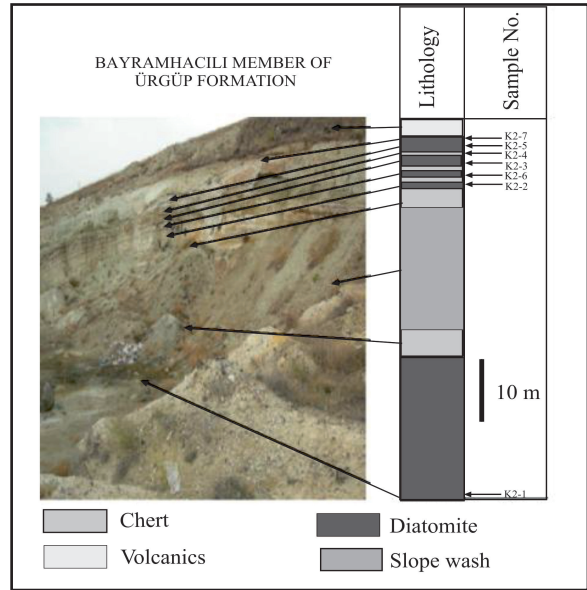 BAYRAMHACILI MEMBER OF
ÜRGÜP FORMATION
Lithology
Sample No.
K2-7
K2-5
K2-4
K2-3
K2-6
K2-2
10 m
K2-1
Chert
Diatomite
Volcanics
Slope wash